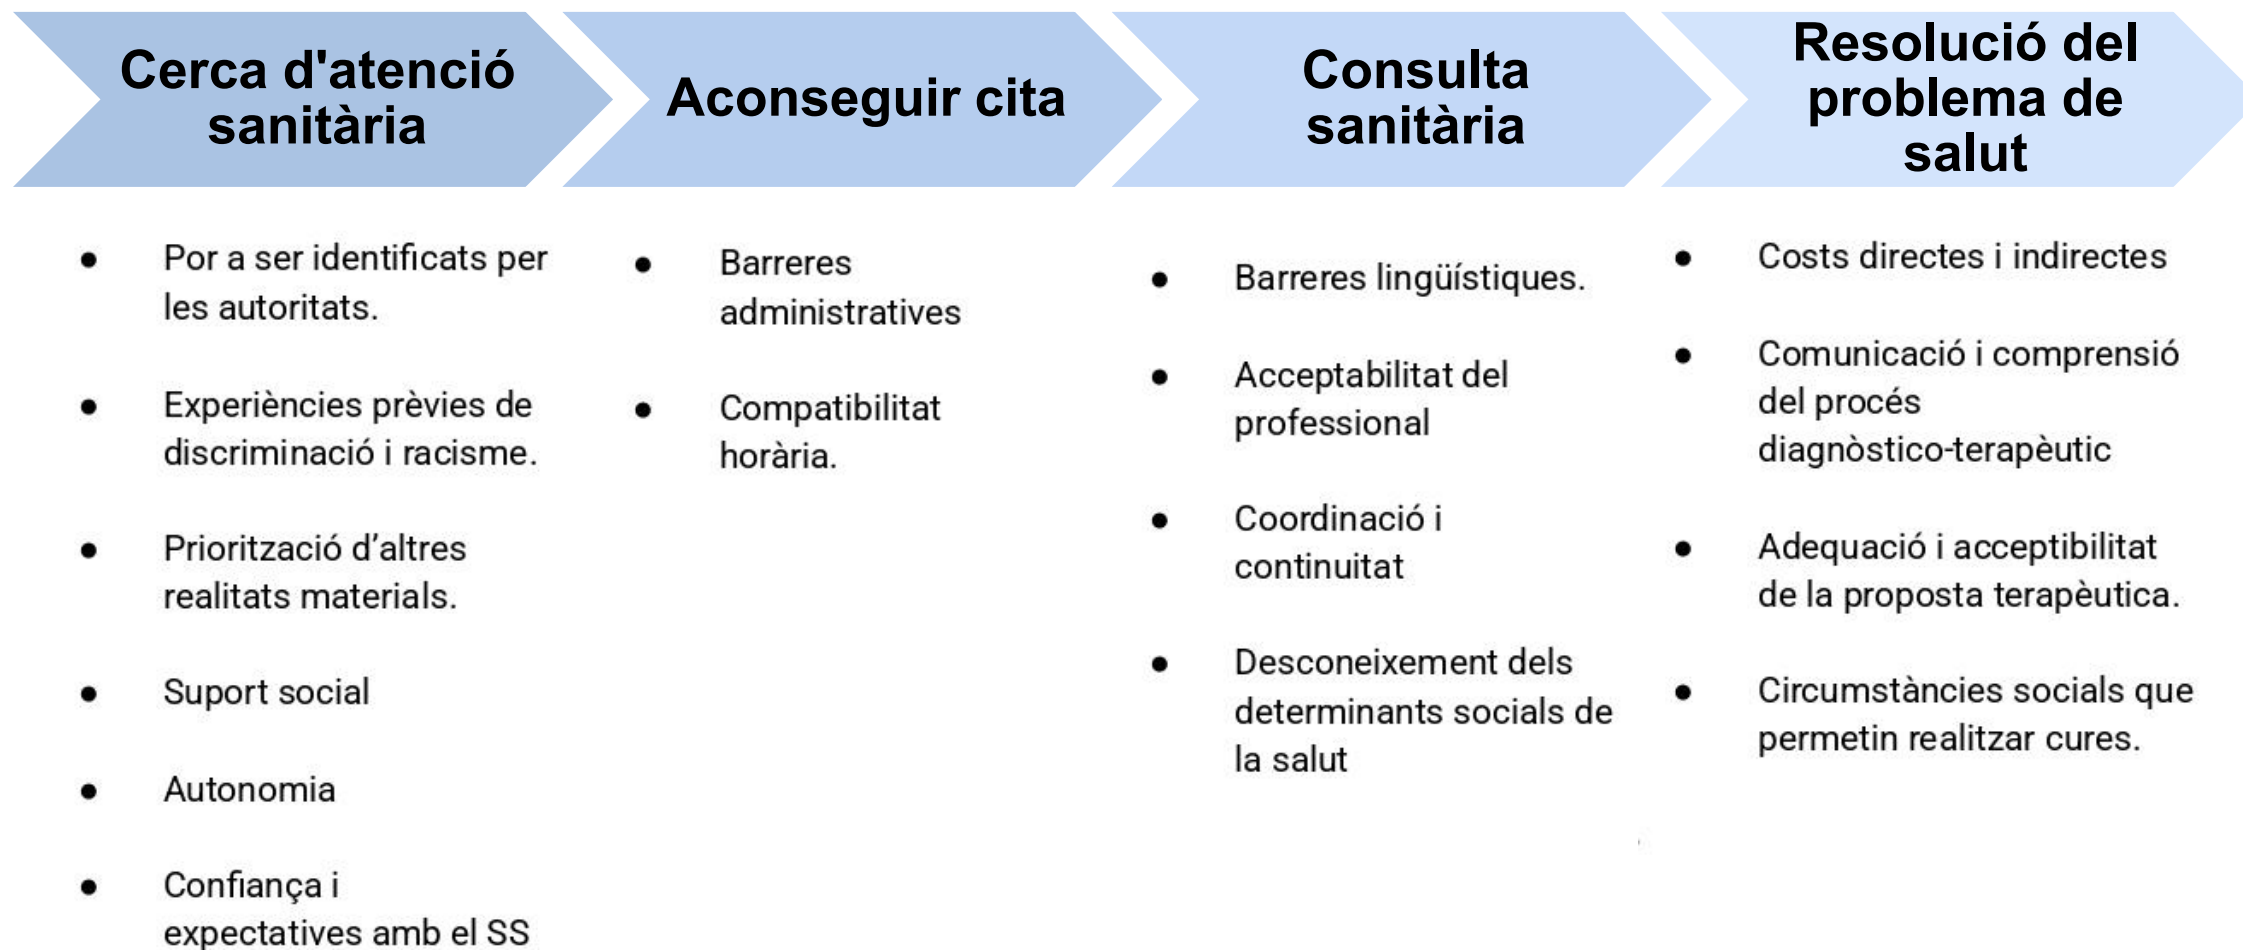 Cerca d'atenció
sanitària
Aconseguir cita
Consulta
sanitària
Resolució del
problema de
salut
● Por a ser identificats per
les autoritats.
● Experiències prèvies de
discriminació i racisme.
● Priorització d’altres
realitats materials.
● Suport social
● Autonomia
● Confiança i
expectatives amb el SS
● Barreres
administratives
● Compatibilitat
horària.
● Barreres lingüístiques.
● Acceptabilitat del
professional
● Coordinació i
continuitat
● Desconeixement dels
determinants socials de
la salut
● Costs directes i indirectes
● Comunicació i comprensió
del procés
diagnòstico-terapèutic
● Adequació i acceptibilitat
de la proposta terapèutica.
● Circumstàncies socials que
permetin realitzar cures.